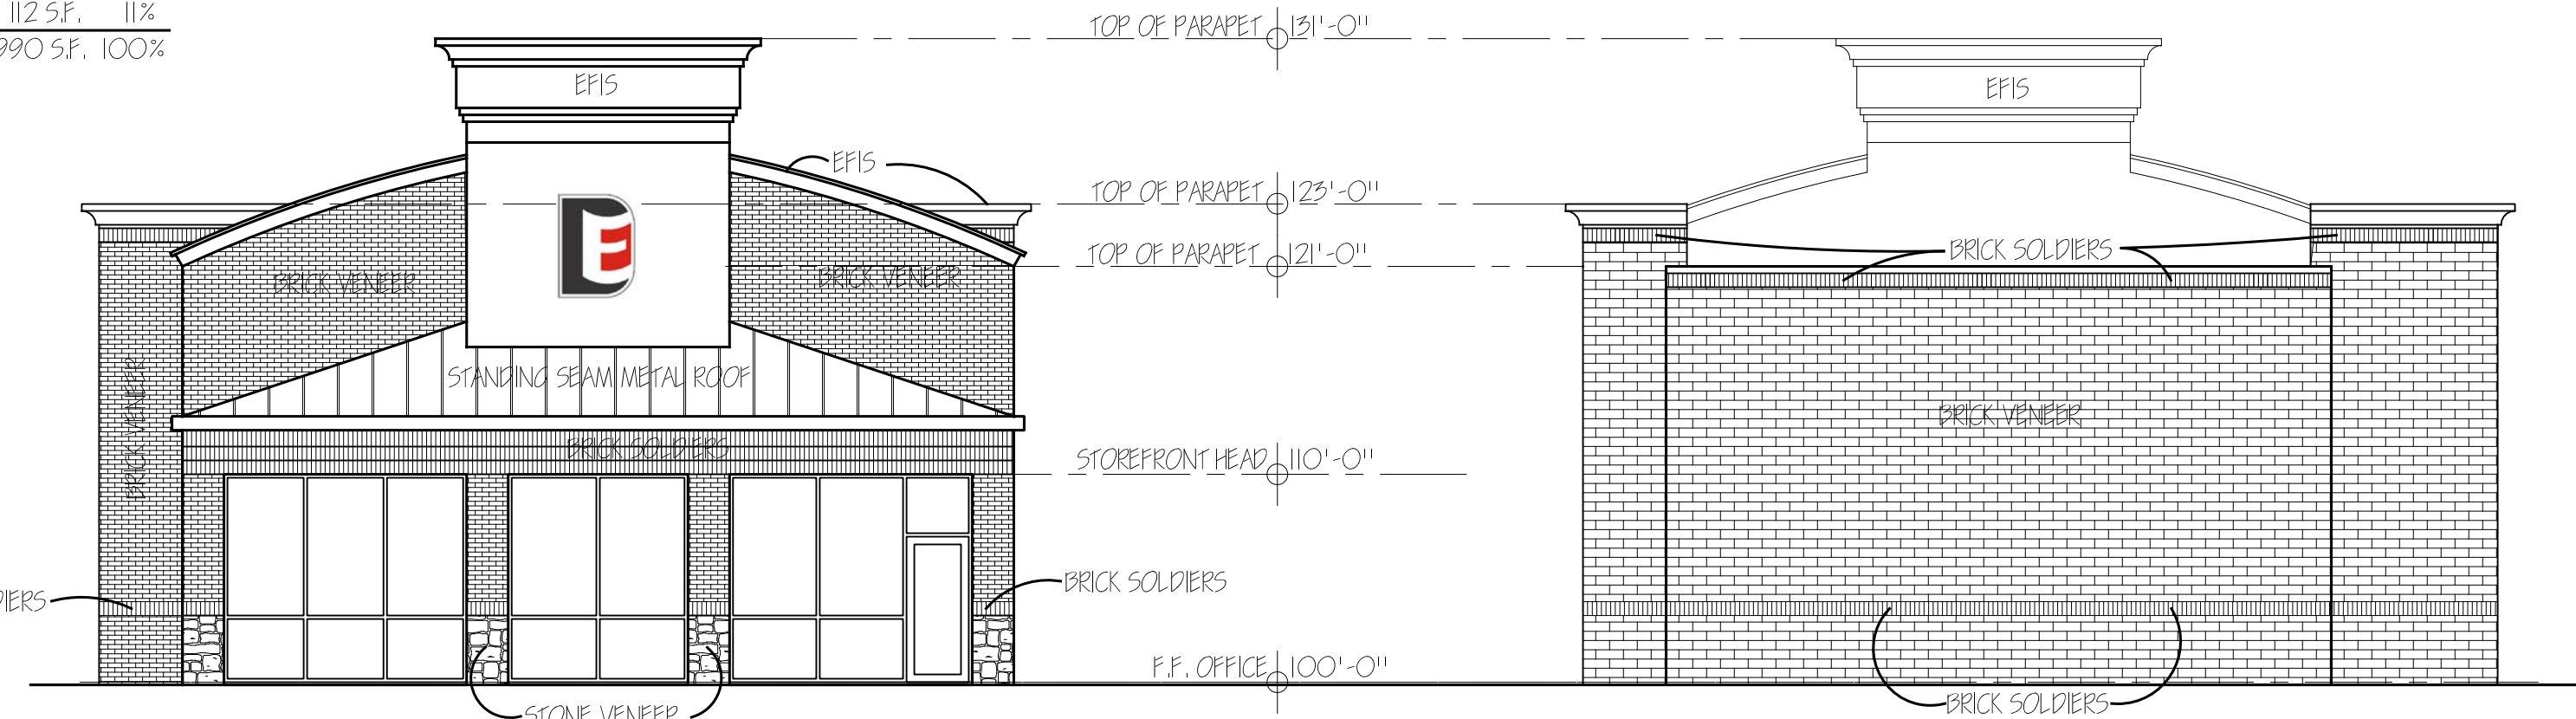 112 S.F. 11%
990 S.F. 100%
TOP OF PARAPET 131'-0"
EFIS
EFIS
EFIS
TOP OF PARAPET 123'-0"
TOP OF PARAPET 121'-0"
BRICK SOLDIERS
BRICK VENEER
BRICK VENEER
STANDING SEAM METAL ROOF
BRICK VENEER
BRICK VENEER
BRICK SOLDIERS
STOREFRONT HEAD 110'-0"
BRICK SOLDIERS
DIERS
F.F. OFFICE 100'-0"
STONE VENEER
BRICK SOLDIERS